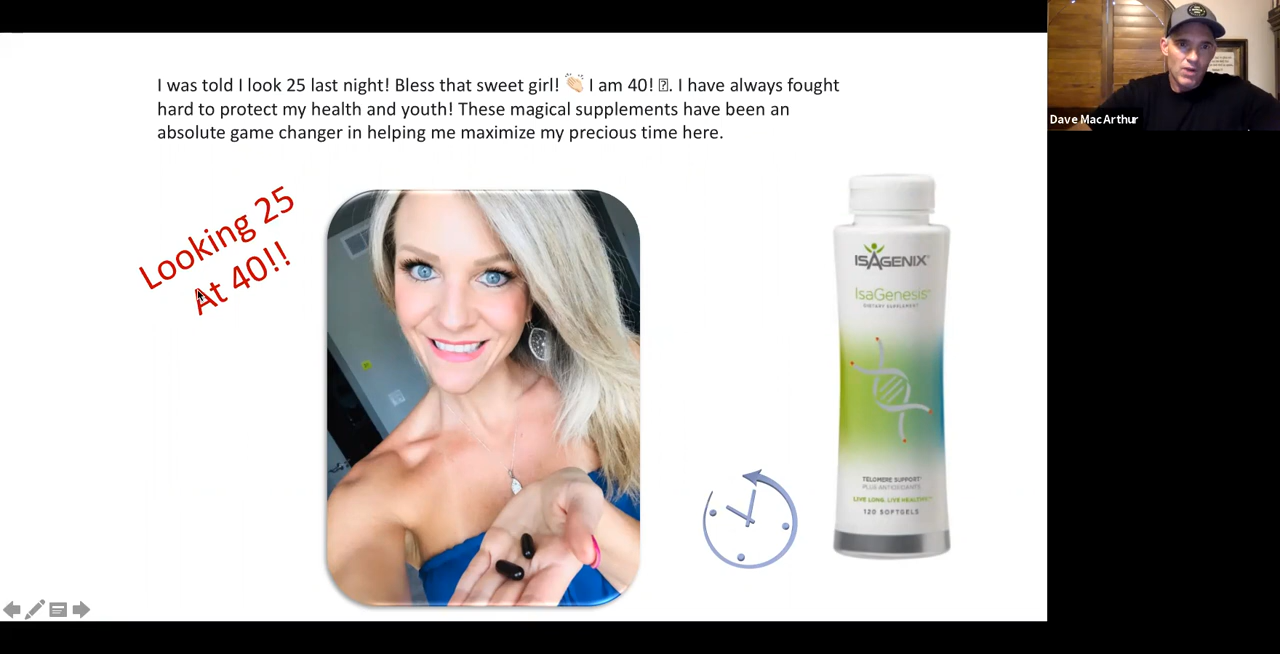 I was told I look 25 last night! Bless that sweet girl! 👏🏻 I am 40! ⍰. I have always fought
hard to protect my health and youth! These magical supplements have been an
absolute game changer in helping me maximize my precious time here.
Looking 25
At 40!!
ISAGENIX®
IsaGenesis®
DIETARY SUPPLEMENT
TELOMERE SUPPORT*
PLUS ANTIOXIDANTS
LIVE LONG. LIVE HEALTHY.™
120 SOFTGELS
Dave MacArthur